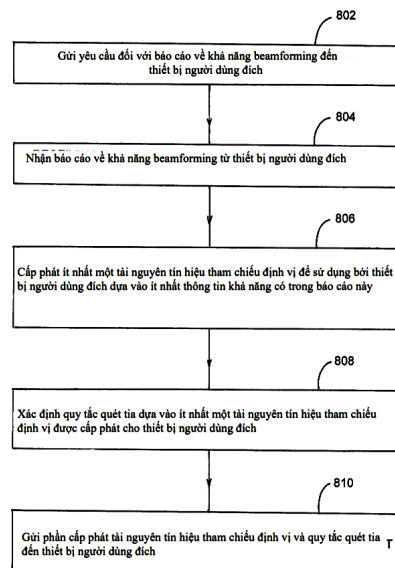 802
Gửi yêu cầu đối với báo cáo về khả năng beamforming đến
thiết bị người dùng đích
804
Nhận báo cáo về khả năng beamforming từ thiết bị người dùng đích
806
Cấp phát ít nhất một tài nguyên tín hiệu tham chiếu định vị để sử dụng bởi thiết
bị người dùng đích dựa vào ít nhất thông tin khả năng có trong báo cáo này
808
Xác định quy tắc quét tia dựa vào ít nhất một tài nguyên tín hiệu tham chiếu
định vị được cấp phát cho thiết bị người dùng đích
810
Gửi phần cấp phát tài nguyên tín hiệu tham chiếu định vị và quy tắc quét tia T
đến thiết bị người dùng đích